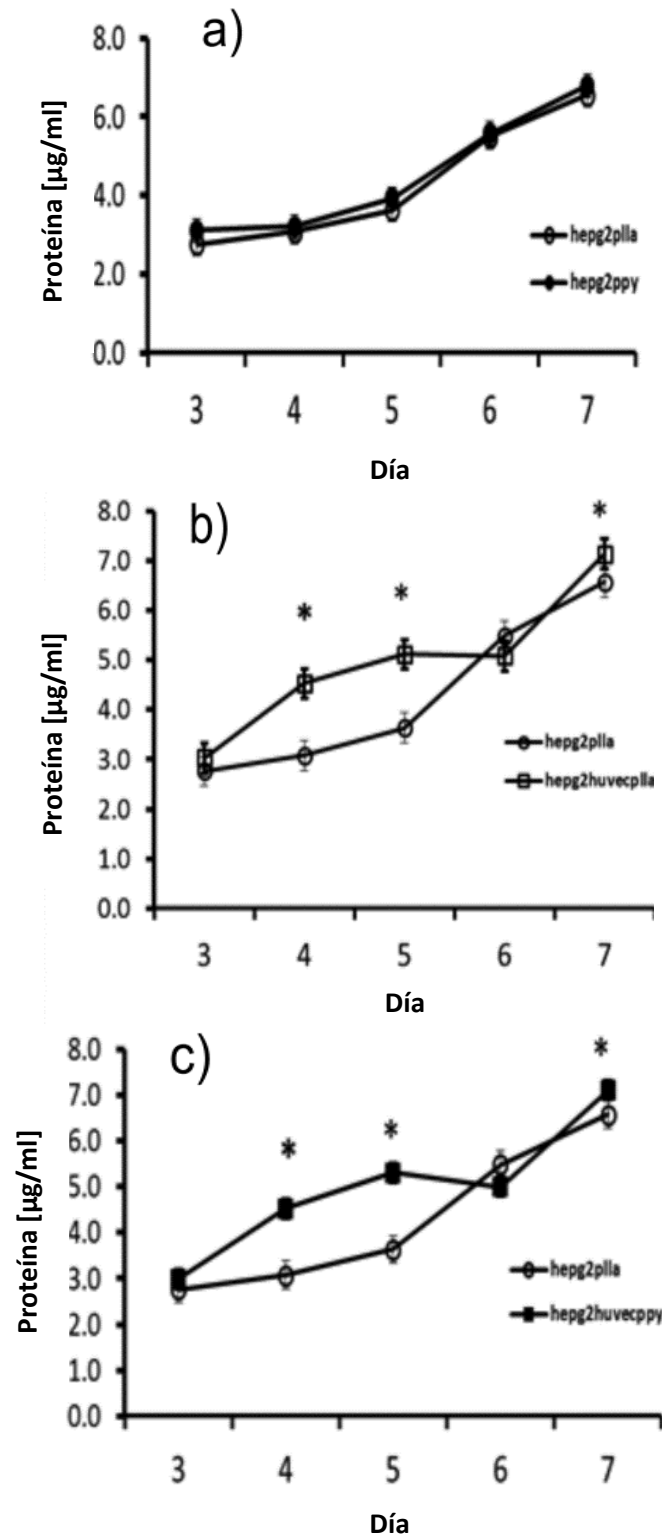 a)
Proteína [µg/ml]
8.0
6.0
4.0
2.0
0.0
hepg2plla
hepg2ppy
3 4 5 6 7
Día
b)
Proteína [µg/ml]
8.0
7.0
6.0
5.0
4.0
3.0
2.0
1.0
0.0
*
*
*
hepg2plla
hepg2huvecplla
3 4 5 6 7
Día
c)
Proteína [µg/ml]
8.0
7.0
6.0
5.0
4.0
3.0
2.0
1.0
0.0
*
*
*
hepg2plla
hepg2huvecppy
3 4 5 6 7
Día